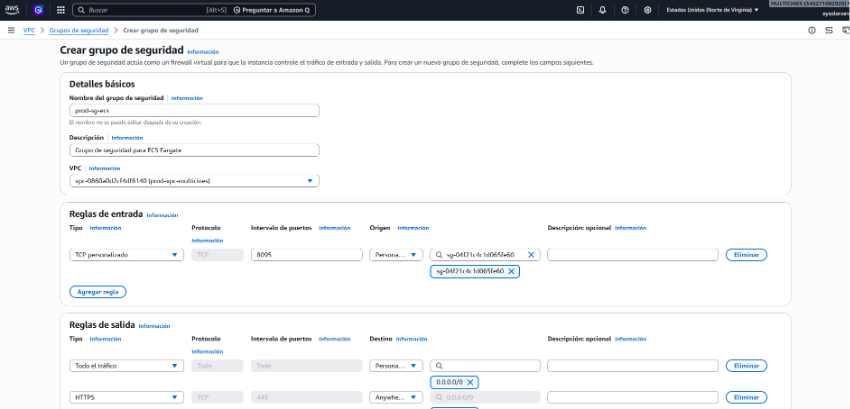 aws
Buscar [Alt+S] Preguntar a Amazon Q
Estados Unidos (Norte de Virginia)
VPC > Grupos de seguridad > Crear grupo de seguridad
Crear grupo de seguridad Información
Un grupo de seguridad actúa como un firewall virtual para que la instancia controle el tráfico de entrada y salida. Para crear un nuevo grupo de seguridad, complete los campos siguientes.
Detalles básicos
Nombre del grupo de seguridad Información
prod-sg-ecs
El nombre no se puede editar después de su creación.
Descripción Información
Grupo de seguridad para ECS Fargate
VPC Información
vpc-0860a0d2cf4df6140 (prod-vpc-multicines)
Reglas de entrada Información
Tipo Información Protocolo Información Intervalo de puertos Información Origen Información Descripción: opcional Información
TCP personalizado TCP 8095 Persona... sg-04f21c4c1d065fe60 Eliminar
sg-04f21c4c1d065fe60
Agregar regla
Reglas de salida Información
Tipo Información Protocolo Información Intervalo de puertos Información Destino Información Descripción: opcional Información
Todo el tráfico Todo Todo Persona... Eliminar
0.0.0.0/0
HTTPS TCP 443 Anywhe... 0.0.0.0/0 Eliminar